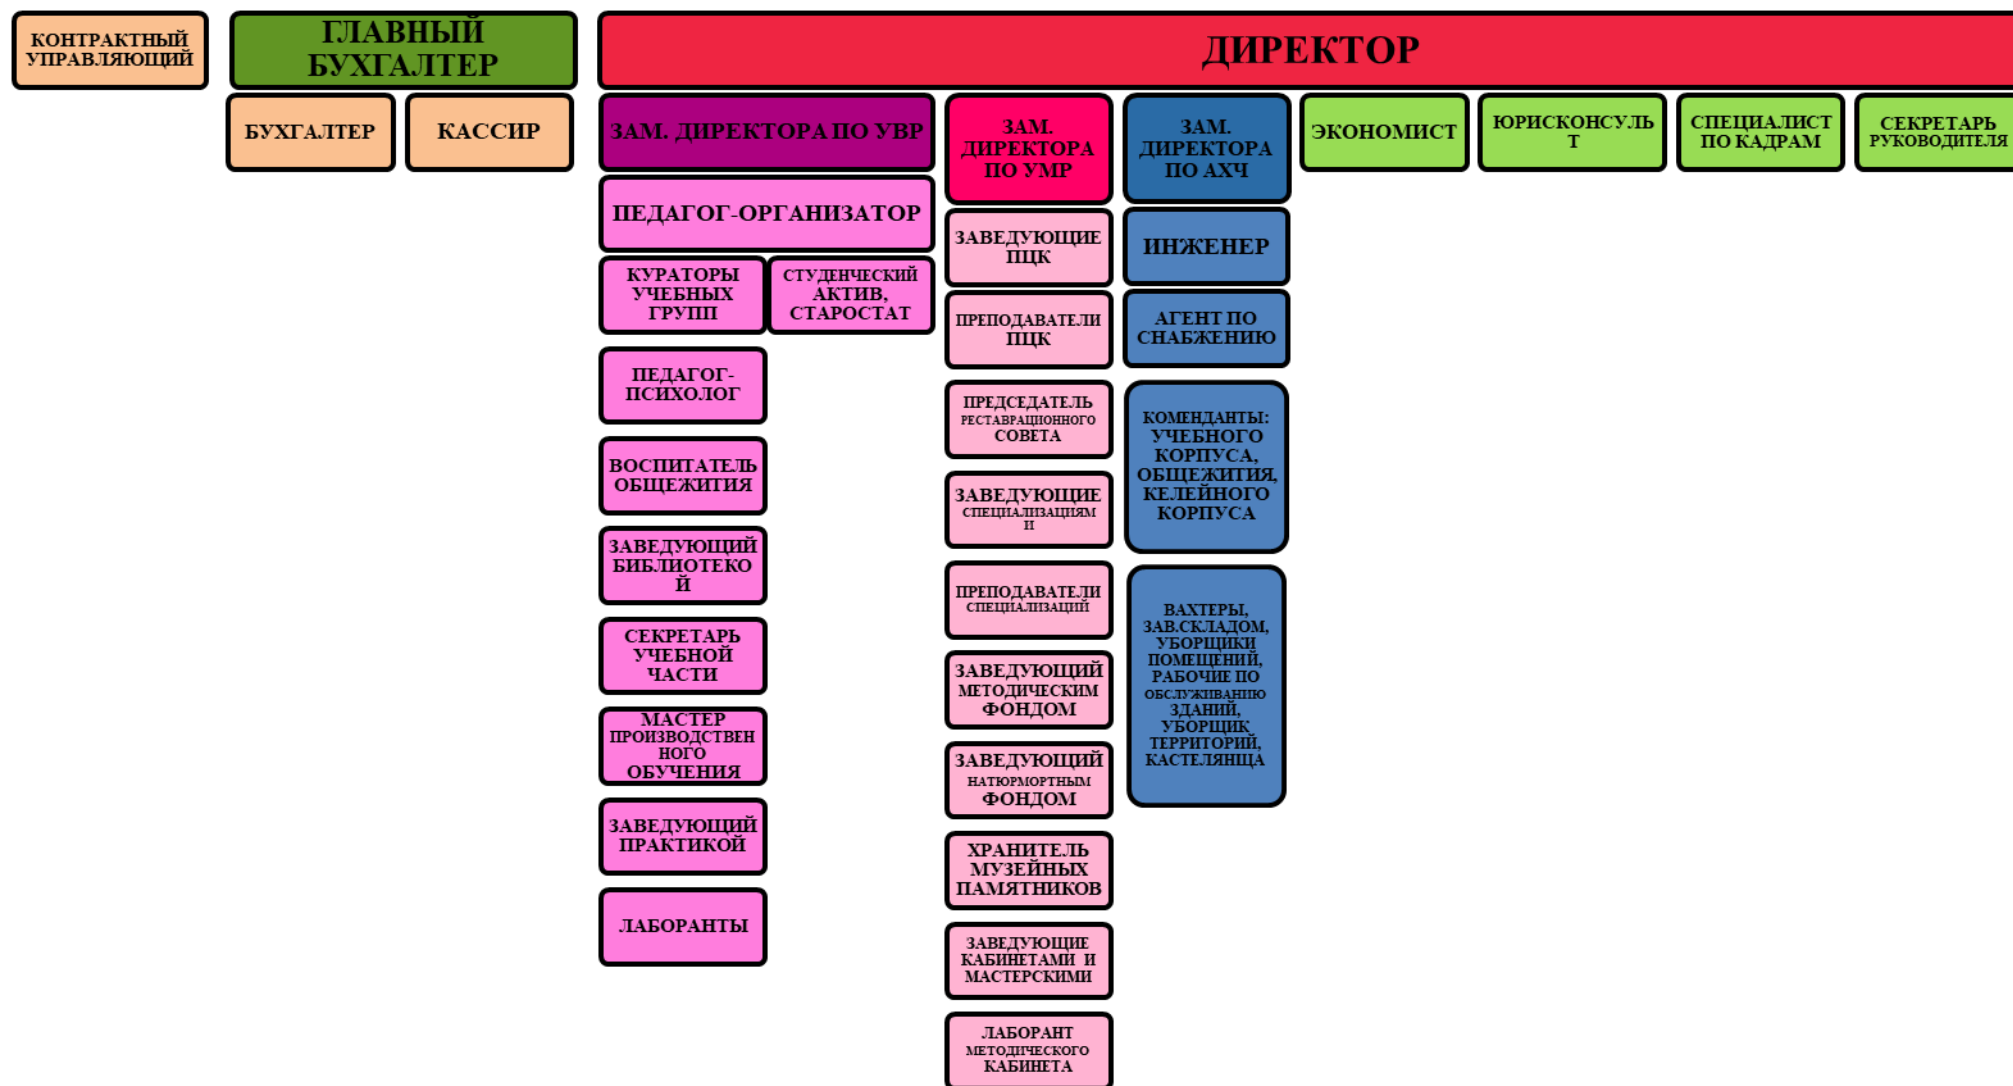 КОНТРАКТНЫЙ
УПРАВЛЯЮЩИЙ
ГЛАВНЫЙ
БУХГАЛТЕР
ДИРЕКТОР
БУХГАЛТЕР
КАССИР
ЗАМ. ДИРЕКТОРА ПО УВР
ЗАМ.
ДИРЕКТОРА
ПО УМР
ЗАМ.
ДИРЕКТОРА
ПО АХЧ
ЭКОНОМИСТ
ЮРИСКОНСУЛЬ
Т
СПЕЦИАЛИСТ
ПО КАДРАМ
СЕКРЕТАРЬ
РУКОВОДИТЕЛЯ
ПЕДАГОГ-ОРГАНИЗАТОР
КУРАТОРЫ
УЧЕБНЫХ
ГРУПП
СТУДЕНЧЕСКИЙ
АКТИВ,
СТАРОСТАТ
ПЕДАГОГ-
ПСИХОЛОГ
ВОСПИТАТЕЛЬ
ОБЩЕЖИТИЯ
ЗАВЕДУЮЩИЙ
БИБЛИОТЕКО
Й
СЕКРЕТАРЬ
УЧЕБНОЙ
ЧАСТИ
МАСТЕР
ПРОИЗВОДСТВЕН
НОГО
ОБУЧЕНИЯ
ЗАВЕДУЮЩИЙ
ПРАКТИКОЙ
ЛАБОРАНТЫ
ЗАВЕДУЮЩИЕ
ПЦК
ПРЕПОДАВАТЕЛИ
ПЦК
ПРЕДСЕДАТЕЛЬ
РЕСТАВРАЦИОННОГО
СОВЕТА
ЗАВЕДУЮЩИЕ
СПЕЦИАЛИЗАЦИЯМ
И
ПРЕПОДАВАТЕЛИ
СПЕЦИАЛИЗАЦИЙ
ЗАВЕДУЮЩИЙ
МЕТОДИЧЕСКИМ
ФОНДОМ
ЗАВЕДУЮЩИЙ
НАТЮРМОРТНЫМ
ФОНДОМ
ХРАНИТЕЛЬ
МУЗЕЙНЫХ
ПАМЯТНИКОВ
ЗАВЕДУЮЩИЕ
КАБИНЕТАМИ И
МАСТЕРСКИМИ
ЛАБОРАНТ
МЕТОДИЧЕСКОГО
КАБИНЕТА
ИНЖЕНЕР
АГЕНТ ПО
СНАБЖЕНИЮ
КОМЕНДАНТЫ:
УЧЕБНОГО
КОРПУСА,
ОБЩЕЖИТИЯ,
КЕЛЕЙНОГО
КОРПУСА
ВАХТЕРЫ,
ЗАВ.СКЛАДОМ,
УБОРЩИКИ
ПОМЕЩЕНИЙ,
РАБОЧИЕ ПО
ОБСЛУЖИВАНИЮ
ЗДАНИЙ,
УБОРЩИК
ТЕРРИТОРИЙ,
КАСТЕЛЯНЩА